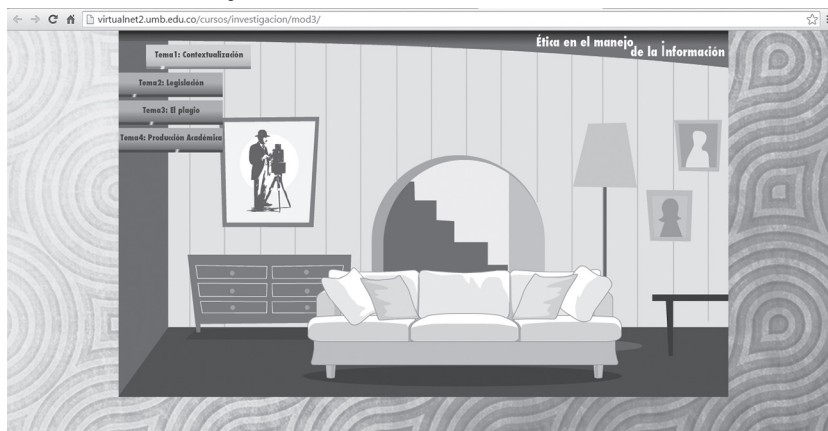 virtualnet2.umb.edu.co/cursos/investigacion/mod3/
Ética en el manejo
de la Información
Tema1: Contextualización
Tema2: Legislación
Tema3: El plagio
Tema4: Producción Académica